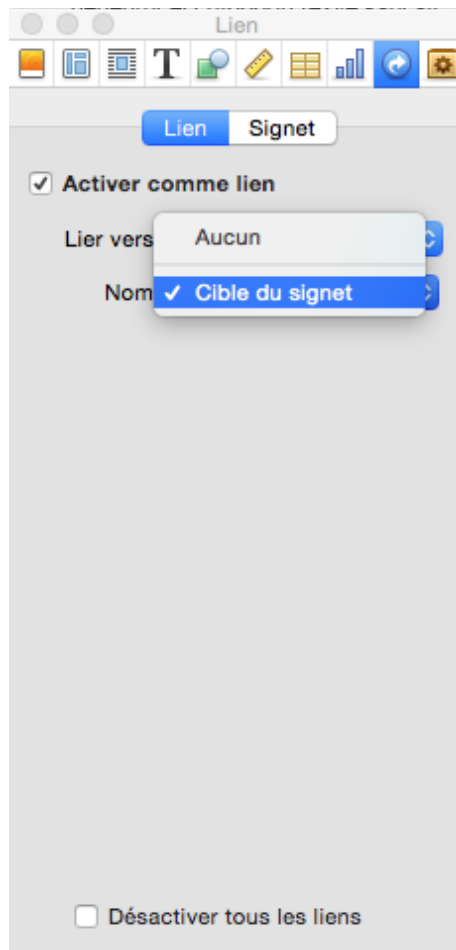 Lien
T
Lien Signet
Activer comme lien
Lier vers
Aucun
Nom
Cible du signet
Désactiver tous les liens